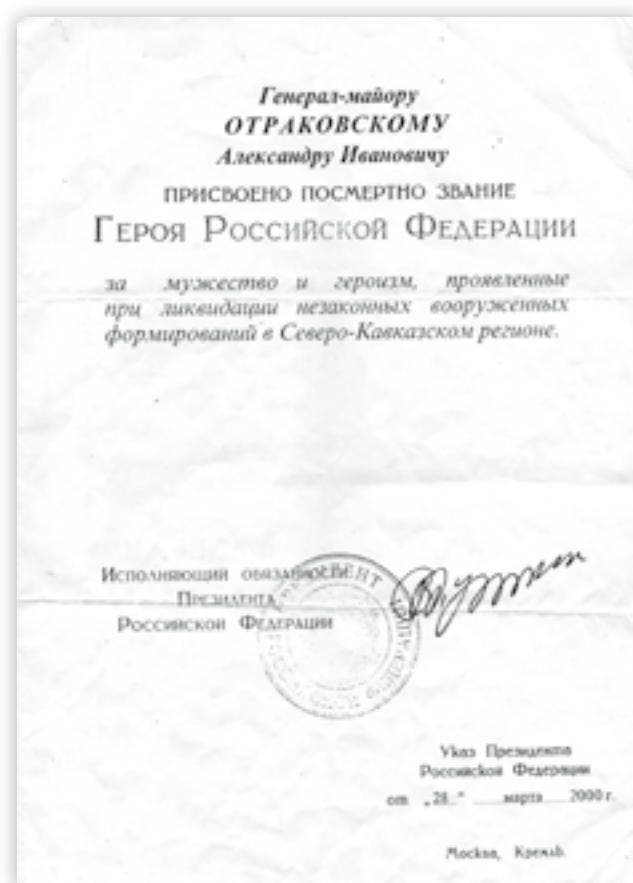 Генерал-майору
ОТРАКОВСКОМУ
Александру Ивановичу
ПРИСВОЕНО ПОСМЕРТНО ЗВАНИЕ
ГЕРОЯ РОССИЙСКОЙ ФЕДЕРАЦИИ
за мужество и героизм, проявленные
при ликвидации незаконных вооруженных
формирований в Северо-Кавказском регионе.
ИСПОЛНЯЮЩИЙ ОБЯЗАННОСТИ
ПРЕЗИДЕНТА
РОССИЙСКОЙ ФЕДЕРАЦИИ
Указ Президента
Российской Федерации
от „28“ марта 2000 г.
Москва, Кремль.